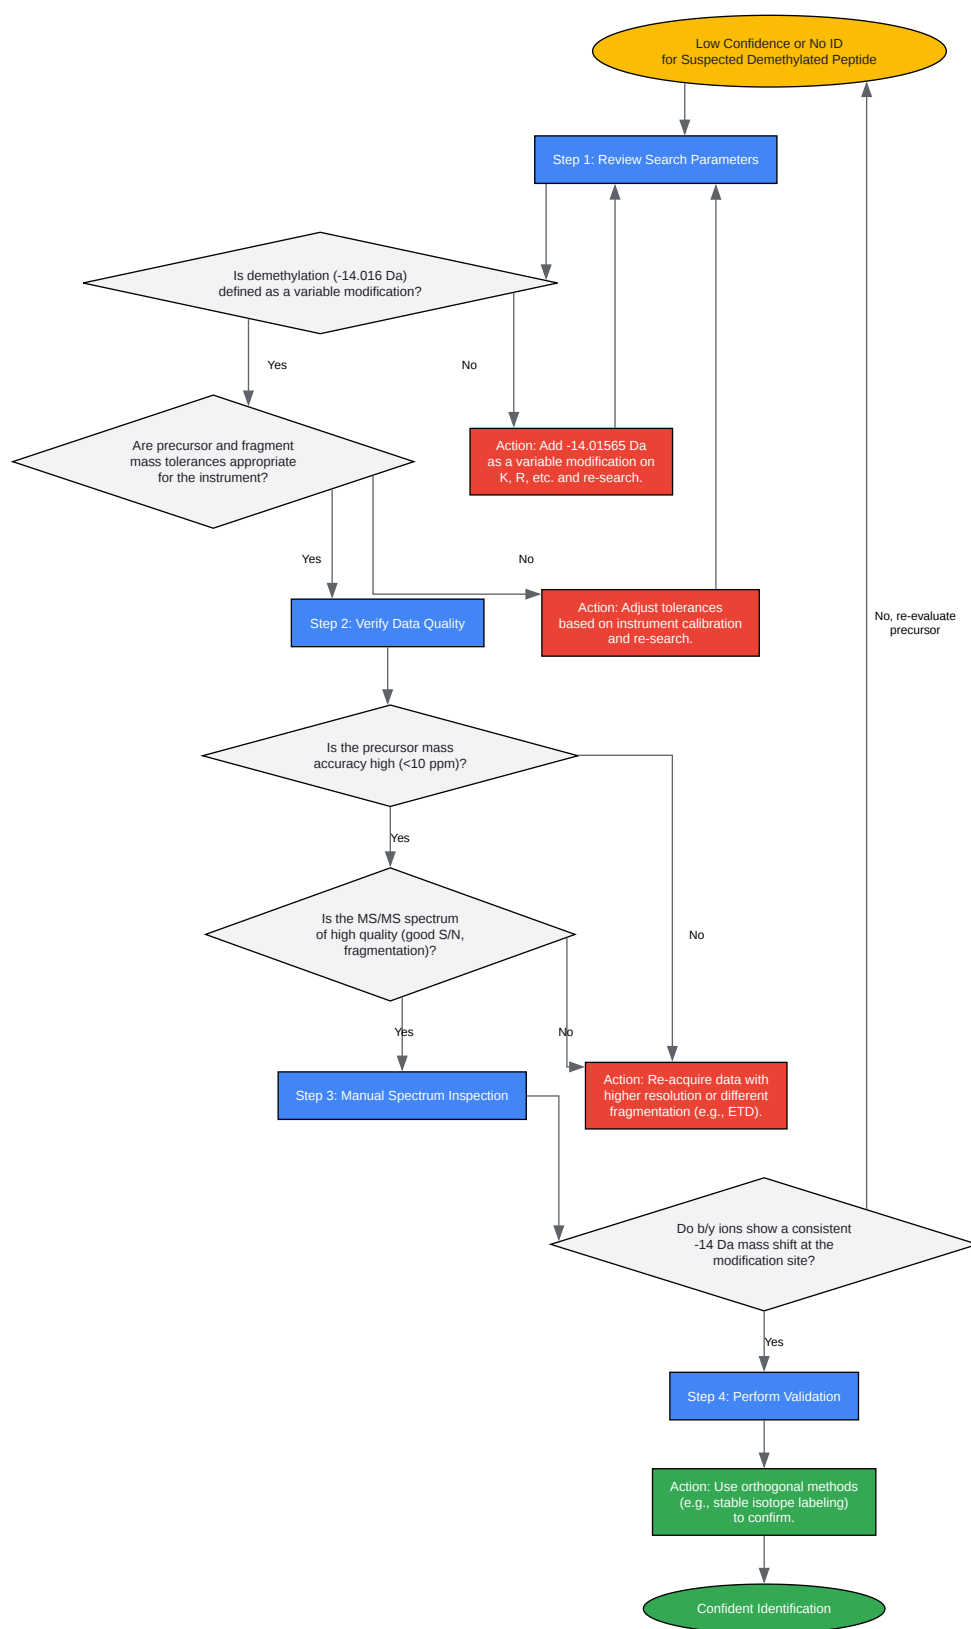 Low Confidence or No ID
for Suspected Demethylated Peptide
Step 1: Review Search Parameters
Is demethylation (-14.016 Da)
defined as a variable modification?
Yes
No
Are precursor and fragment
mass tolerances appropriate
for the instrument?
Action: Add -14.01565 Da
as a variable modification on
K, R, etc. and re-search.
Yes
No
Step 2: Verify Data Quality
Action: Adjust tolerances
based on instrument calibration
and re-search.
No, re-evaluate
precursor
Is the precursor mass
accuracy high (<10 ppm)?
Yes
Is the MS/MS spectrum
of high quality (good S/N,
fragmentation)?
No
Yes
No
Step 3: Manual Spectrum Inspection
Action: Re-acquire data with
higher resolution or different
fragmentation (e.g., ETD).
Do b/y ions show a consistent
-14 Da mass shift at the
modification site?
Yes
Step 4: Perform Validation
Action: Use orthogonal methods
(e.g., stable isotope labeling)
to confirm.
Confident Identification